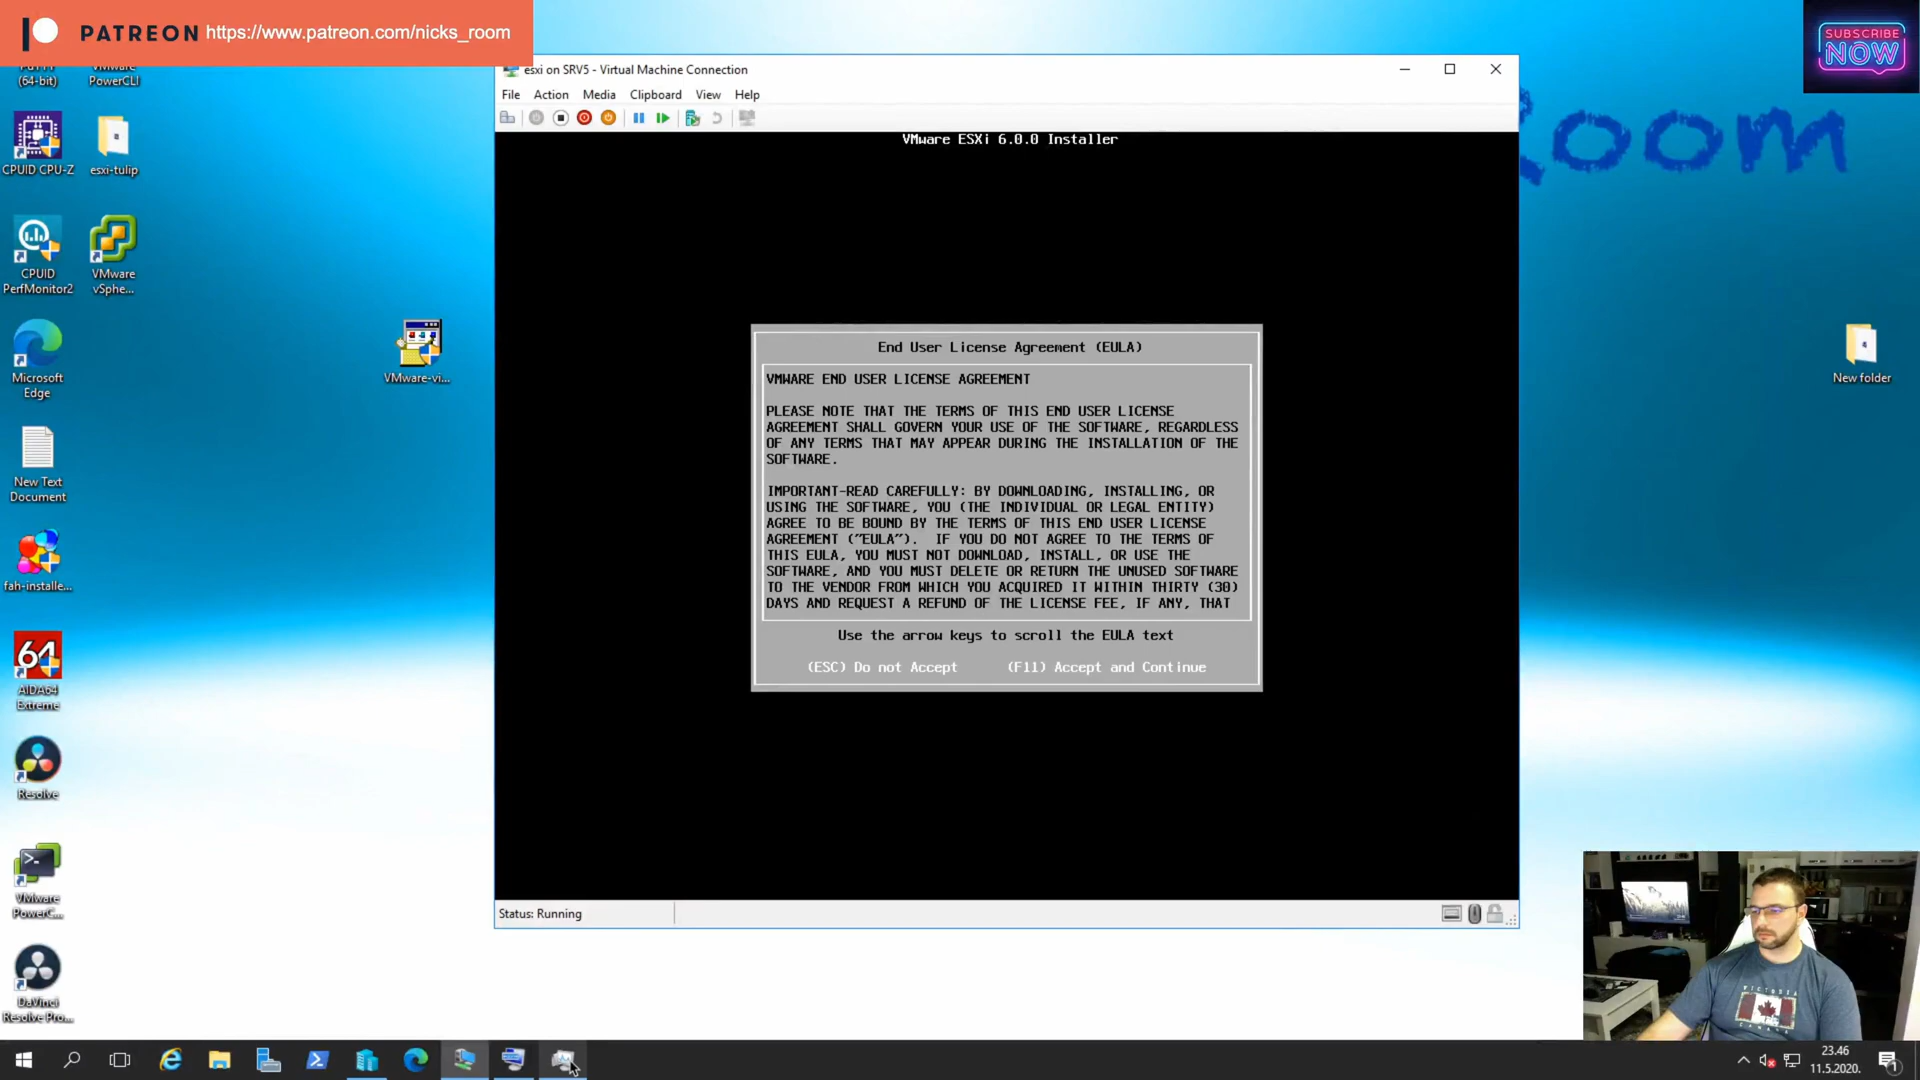 PATREON https://www.patreon.com/nicks_room
SUBSCRIBE
NOW
(64-bit)
VMware
PowerCLI
CPUID CPU-Z
esxi-tulip
CPUID
PerfMonitor2
VMware
vSphe...
Microsoft
Edge
VMware-vi...
New Text
Document
fah-installe...
AIDA64
Extreme
64
Resolve
VMware
PowerC...
DaVinci
Resolve Pro...
New folder
Room
esxi on SRV5 - Virtual Machine Connection
File Action Media Clipboard View Help
VMware ESXi 6.0.0 Installer
End User License Agreement (EULA)
VMWARE END USER LICENSE AGREEMENT
PLEASE NOTE THAT THE TERMS OF THIS END USER LICENSE
AGREEMENT SHALL GOVERN YOUR USE OF THE SOFTWARE, REGARDLESS
OF ANY TERMS THAT MAY APPEAR DURING THE INSTALLATION OF THE
SOFTWARE.
IMPORTANT-READ CAREFULLY: BY DOWNLOADING, INSTALLING, OR
USING THE SOFTWARE, YOU (THE INDIVIDUAL OR LEGAL ENTITY)
AGREE TO BE BOUND BY THE TERMS OF THIS END USER LICENSE
AGREEMENT ("EULA"). IF YOU DO NOT AGREE TO THE TERMS OF
THIS EULA, YOU MUST NOT DOWNLOAD, INSTALL, OR USE THE
SOFTWARE, AND YOU MUST DELETE OR RETURN THE UNUSED SOFTWARE
TO THE VENDOR FROM WHICH YOU ACQUIRED IT WITHIN THIRTY (30)
DAYS AND REQUEST A REFUND OF THE LICENSE FEE, IF ANY, THAT
Use the arrow keys to scroll the EULA text
(ESC) Do not Accept (F11) Accept and Continue
Status: Running
VICTORIA
CANADA
23.46
11.5.2020.
1